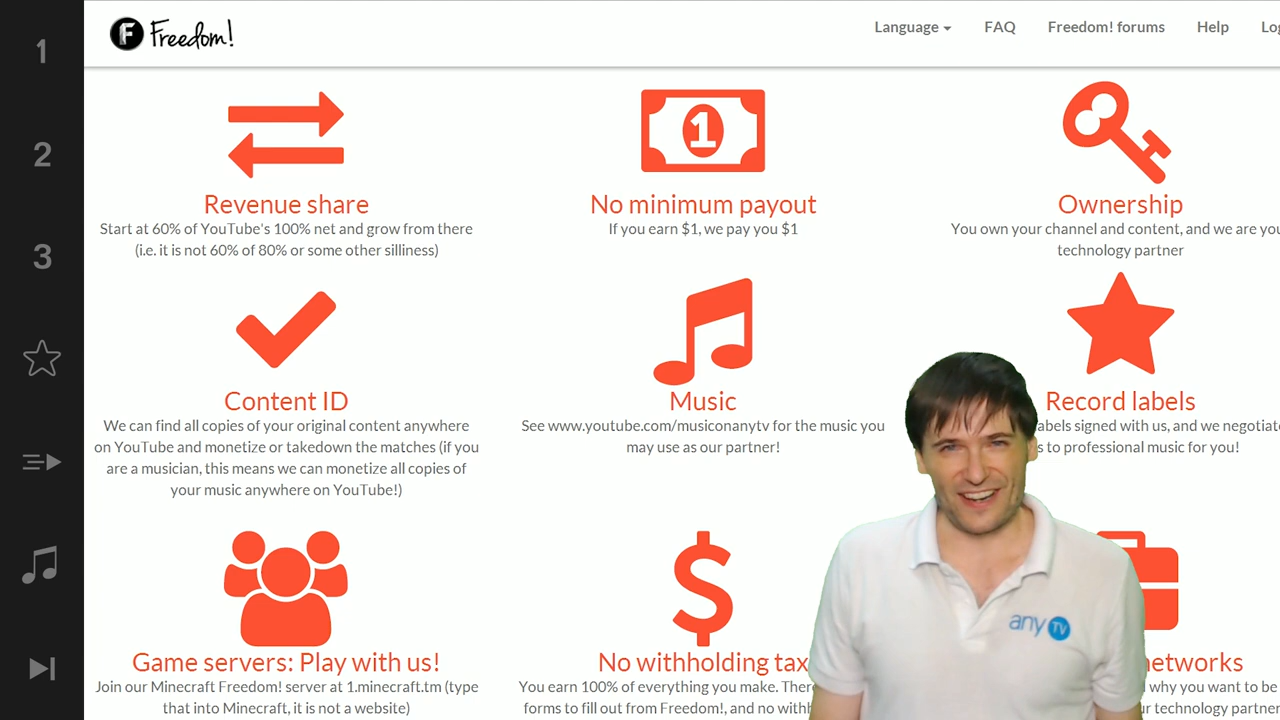 1
2
3
F Freedom!
Language
FAQ
Freedom! forums
Help
1
Revenue share
Start at 60% of YouTube's 100% net and grow from there
(i.e. it is not 60% of 80% or some other silliness)
No minimum payout
If you earn $1, we pay you $1
Ownership
You own your channel and content, and we are
technology partner
Content ID
We can find all copies of your original content anywhere
on YouTube and monetize or takedown the matches (if you
are a musician, this means we can monetize all copies of
your music anywhere on YouTube!)
Music
See www.youtube.com/musiconanytv for the music you
may use as our partner!
Record labels
signed with us, and we negotiate
to professional music for you!
$
Game servers: Play with us!
Join our Minecraft Freedom! server at 1.minecraft.tm (type
that into Minecraft, it is not a website)
No withholding tax
You earn 100% of everything you make.
forms to fill out from Freedom!, and no
networks
why you want to be
technology partner
any TV